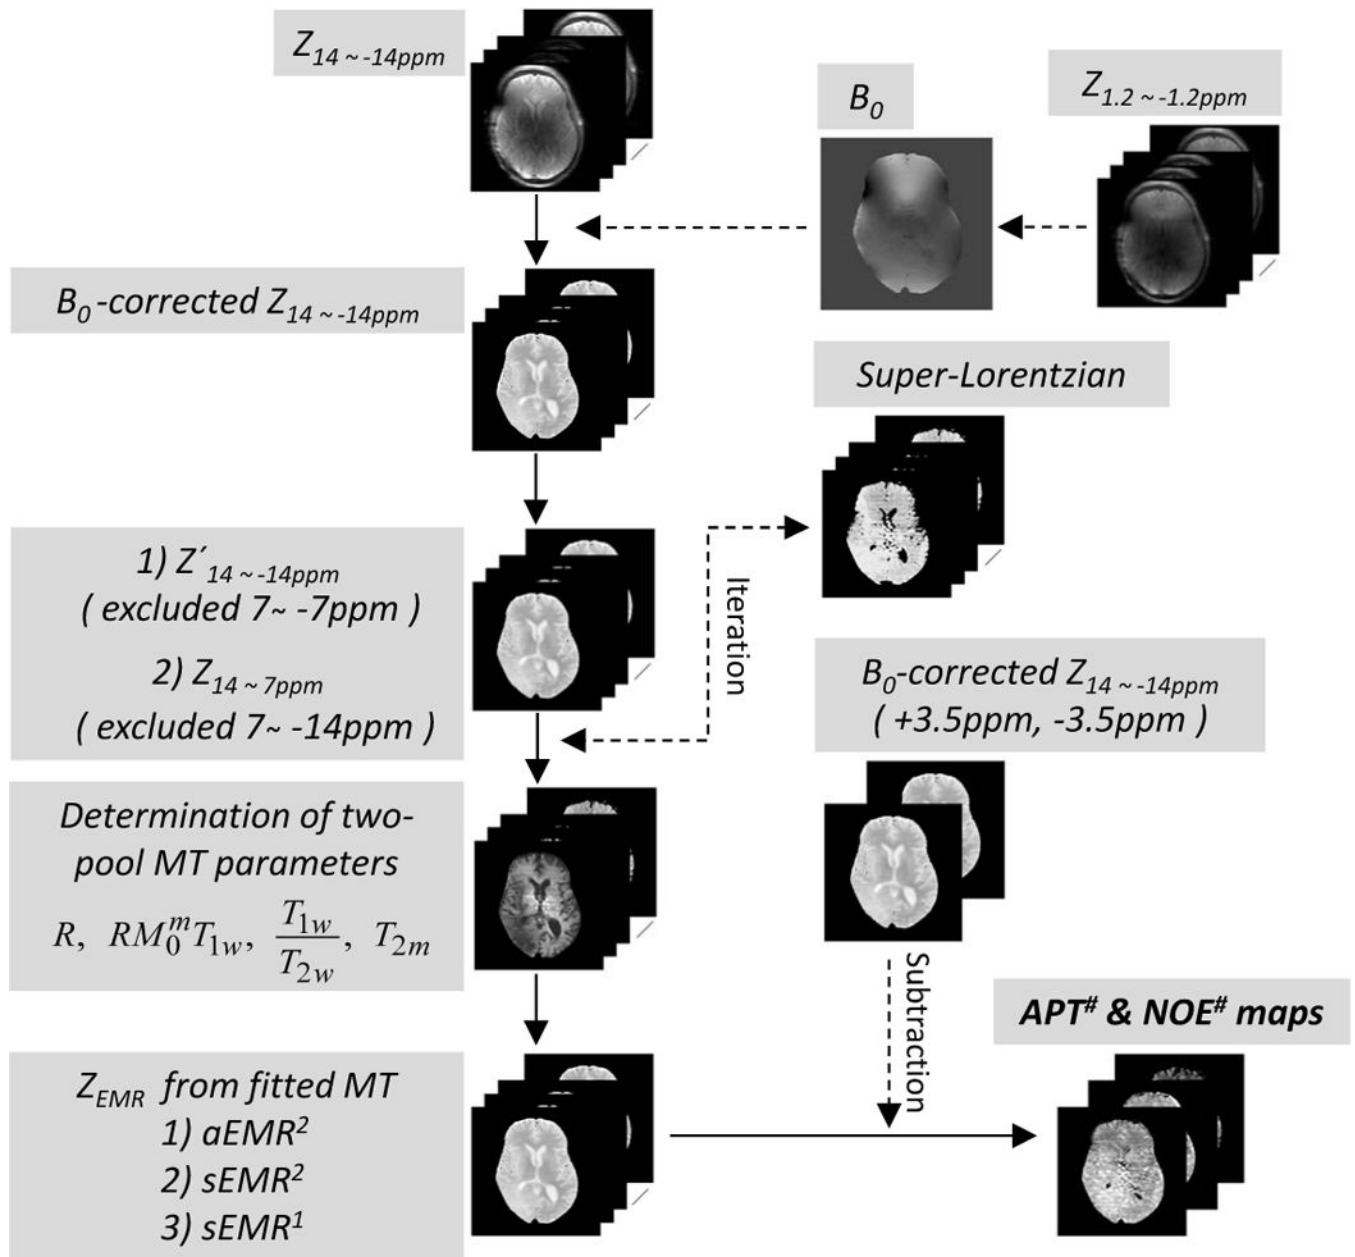 Z14 ~ -14ppm
B0
Z1.2 ~ -1.2ppm
B0-corrected Z14 ~ -14ppm
Super-Lorentzian
1) Z´14 ~ -14ppm
( excluded 7~ -7ppm )
2) Z14 ~ 7ppm
( excluded 7~ -14ppm )
Iteration
B0-corrected Z14 ~ -14ppm
( +3.5ppm, -3.5ppm )
Determination of two-
pool MT parameters
R, RM0^m T1w, T1w/T2w, T2m
Subtraction
APT# & NOE# maps
ZEMR from fitted MT
1) aEMR²
2) sEMR²
3) sEMR¹